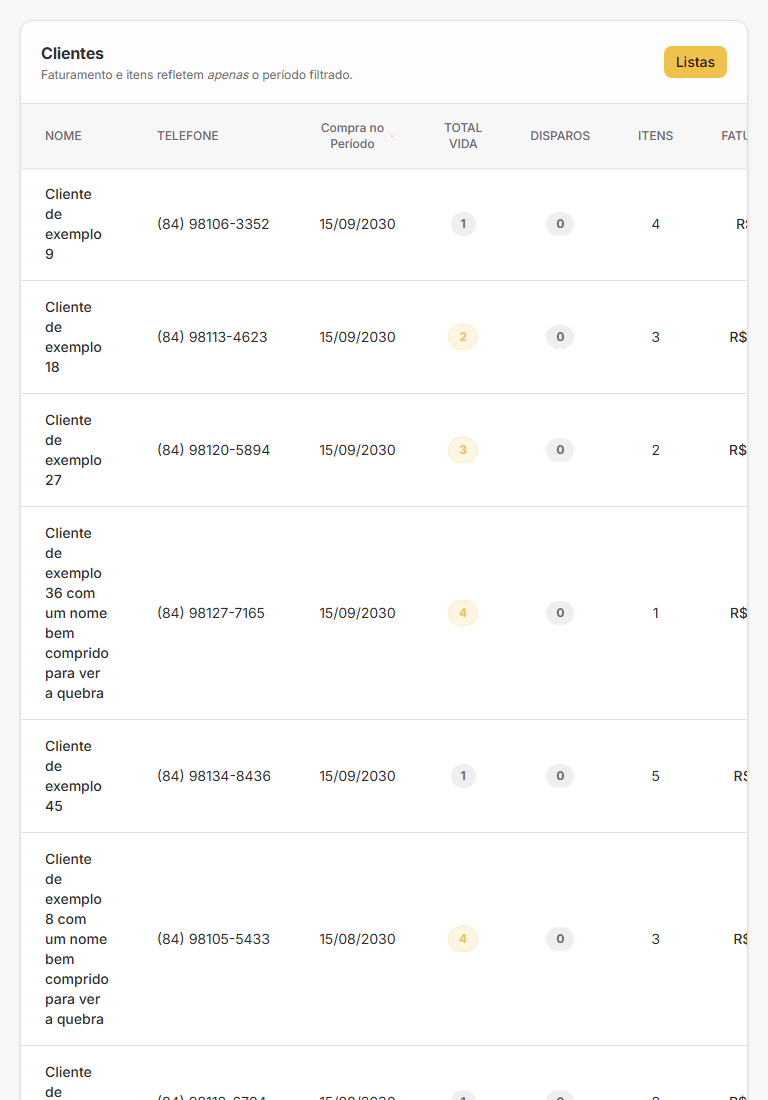 Clientes
Faturamento e itens refletem apenas o período filtrado.
Listas
NOME TELEFONE Compra no Período TOTAL VIDA DISPAROS ITENS
Cliente
de
exemplo
9
(84) 98106-3352 15/09/2030 1 0 4
Cliente
de
exemplo
18
(84) 98113-4623 15/09/2030 2 0 3 R$
Cliente
de
exemplo
27
(84) 98120-5894 15/09/2030 3 0 2 R$
Cliente
de
exemplo
36 com
um nome
bem
comprido
para ver
a quebra
(84) 98127-7165 15/09/2030 4 0 1 R$
Cliente
de
exemplo
45
(84) 98134-8436 15/09/2030 1 0 5 R$
Cliente
de
exemplo
8 com
um nome
bem
comprido
para ver
a quebra
(84) 98105-5433 15/08/2030 4 0 3 R$
Cliente
de